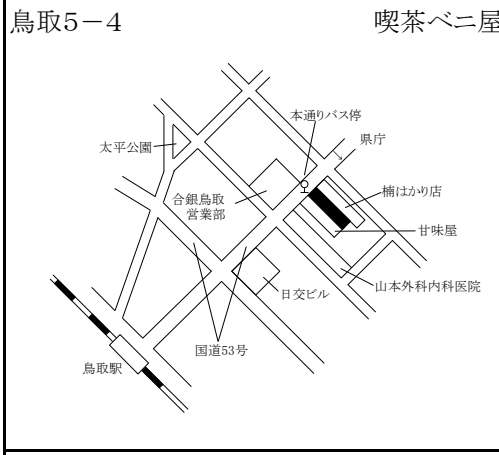 鳥取5－4
喫茶ベニ屋
本通りバス停
県庁
太平公園
楠はかり店
合銀鳥取
営業部
甘味屋
山本外科内科医院
日交ビル
国道53号
鳥取駅